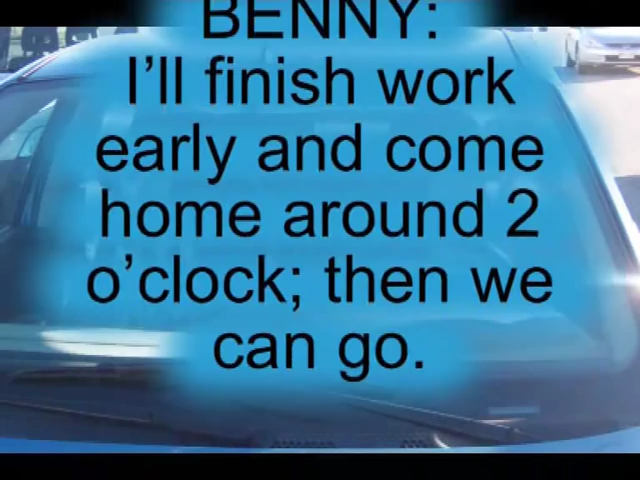 BENNY:
I’ll finish work
early and come
home around 2
o’clock; then we
can go.